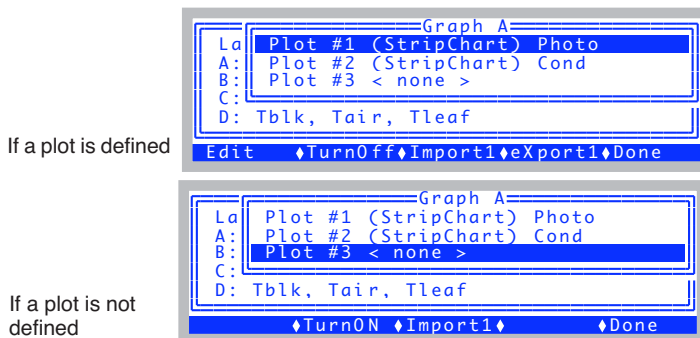 Graph A
La Plot #1 (StripChart) Photo
A: Plot #2 (StripChart) Cond
B: Plot #3 < none >
C:
D: Tblk, Tair, Tleaf
If a plot is defined
Edit ♦TurnOff♦Import1♦eXport1♦Done
Graph A
La Plot #1 (StripChart) Photo
A: Plot #2 (StripChart) Cond
B: Plot #3 < none >
C:
D: Tblk, Tair, Tleaf
If a plot is not
defined
♦TurnON ♦Import1♦ ♦Done